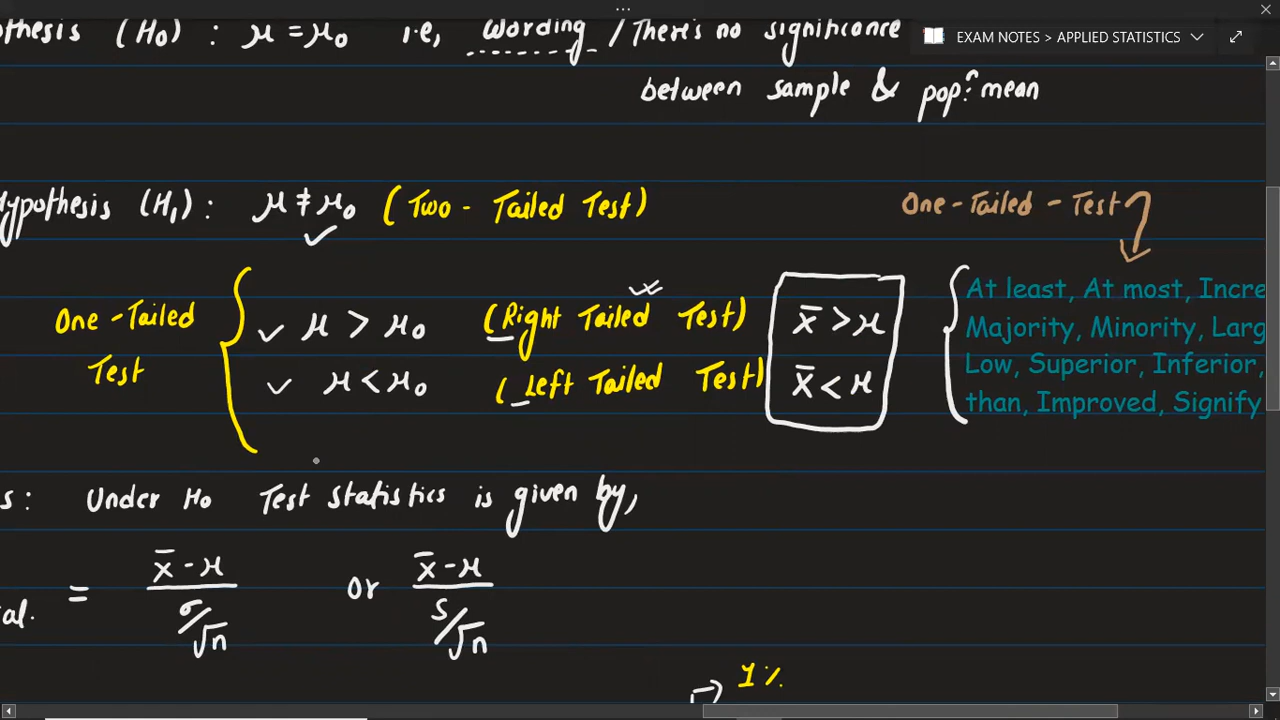 othesis (H0) : μ = μ0 i.e, Wording / There's no significance
EXAM NOTES > APPLIED STATISTICS
between sample & popⁿ. mean
Hypothesis (H1) : μ ≠ μ0 (Two - Tailed Test)
One-Tailed - Test
One - Tailed Test
✓ μ > μ0 (Right Tailed Test) x̄ > μ
✓ μ < μ0 (Left Tailed Test) x̄ < μ
At least, At most, Incre
Majority, Minority, Larg
Low, Superior, Inferior,
than, Improved, Signify
s: Under H0 Test statistics is given by,
cal. = x̄ - μ / σ/√n or x̄ - μ / S/√n
→ 1%